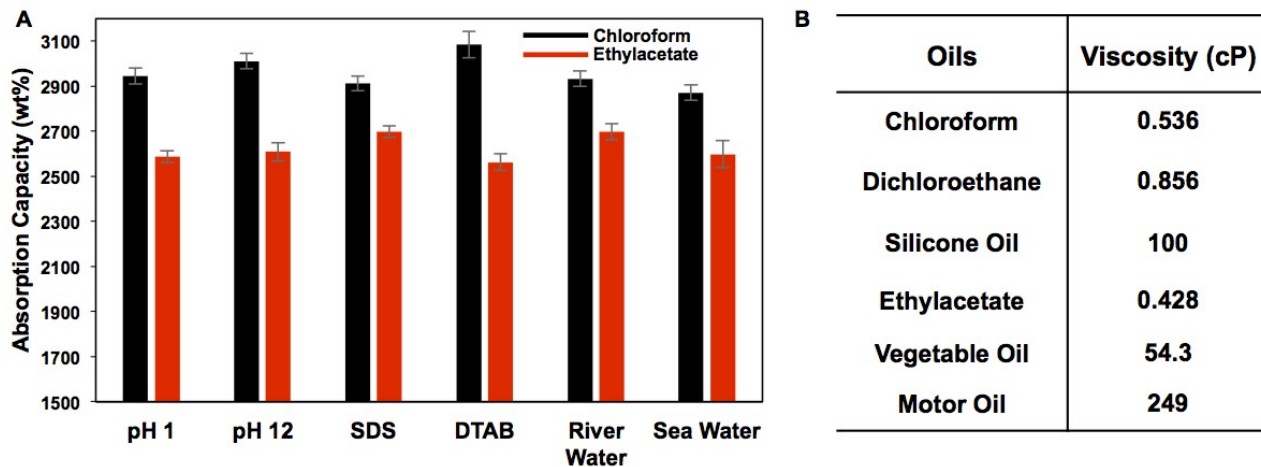 A
Absorption Capacity (wt%)
3100
2900
2700
2500
2300
2100
1900
1700
1500
Chloroform
Ethylacetate
pH 1
pH 12
SDS
DTAB
River
Water
Sea Water
B
Oils Viscosity (cP)
Chloroform 0.536
Dichloroethane 0.856
Silicone Oil 100
Ethylacetate 0.428
Vegetable Oil 54.3
Motor Oil 249